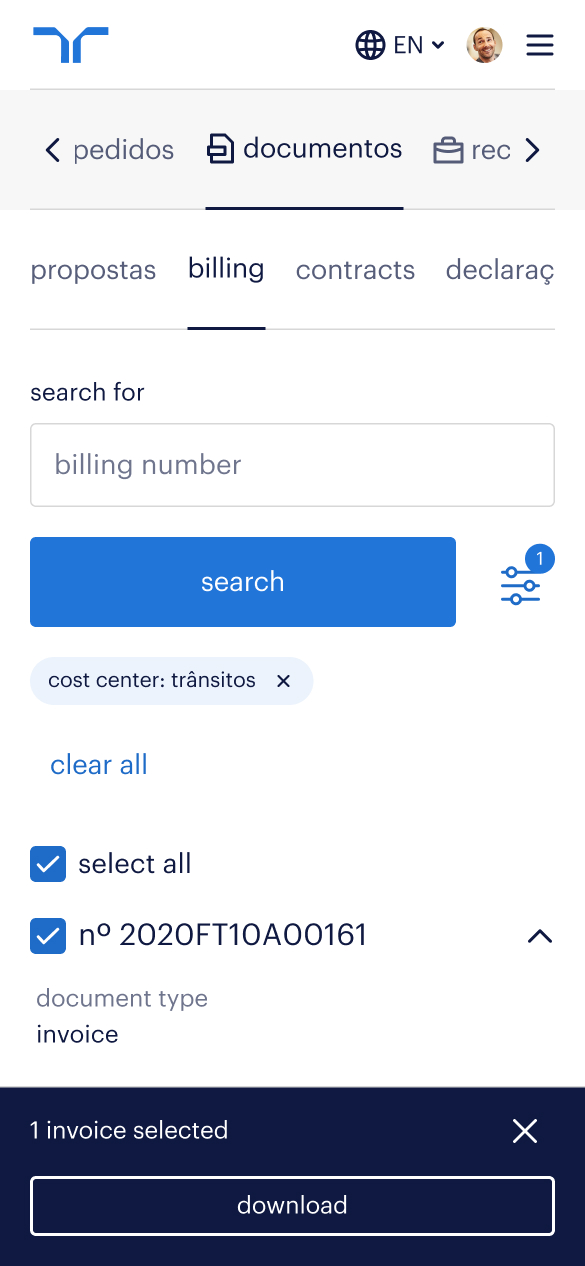 EN
pedidos documentos rec
propostas billing contracts declaraç
search for
billing number
search
1
cost center: trânsitos
clear all
select all
nº 2020FT10A00161
document type
invoice
1 invoice selected
download